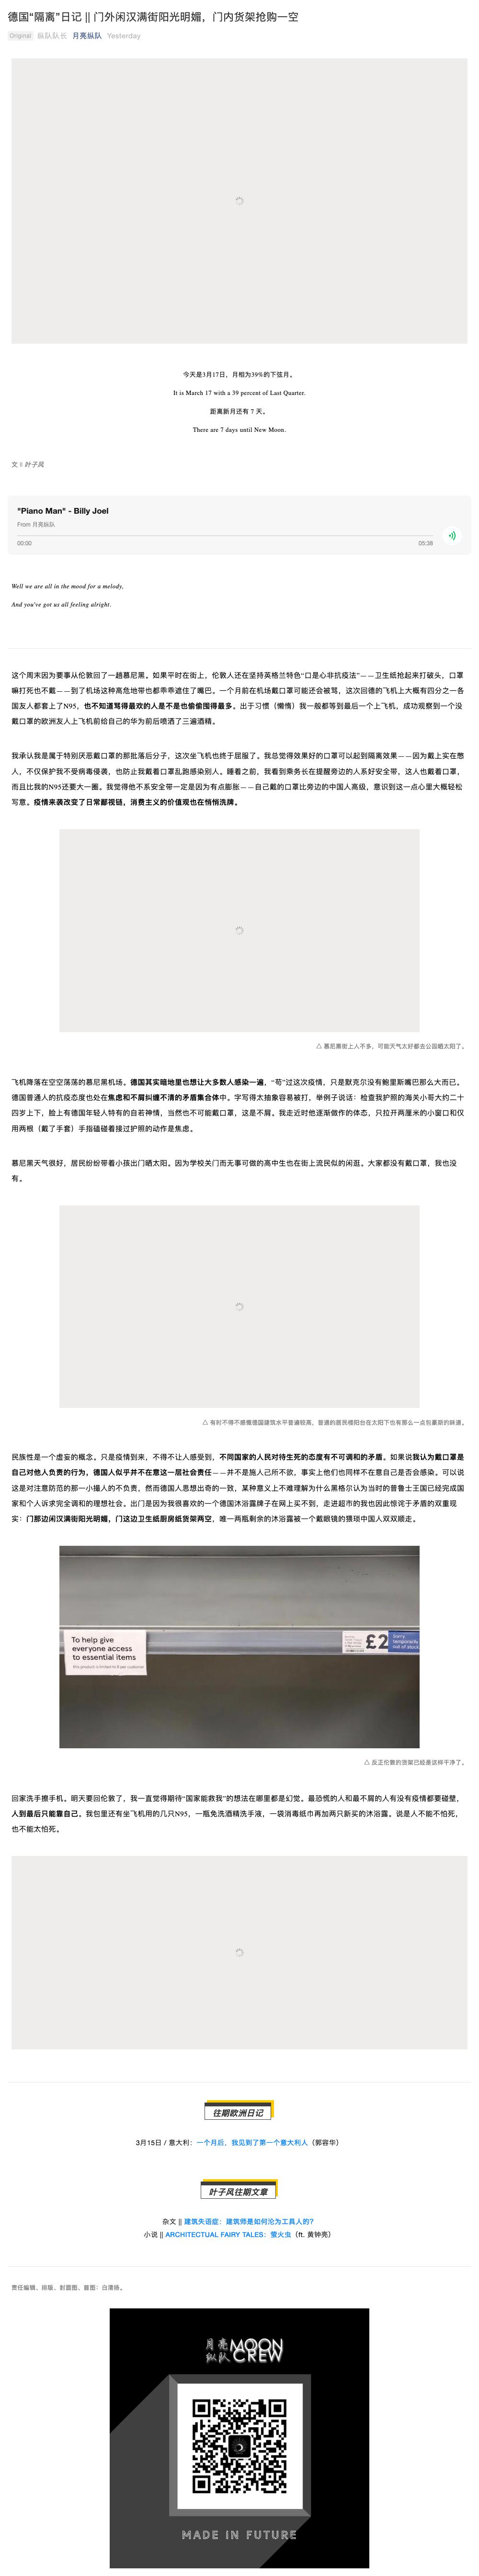 德国“隔离”日记 || 门外闲汉满街阳光明媚，门内货架抢购一空
Original 纵队队长 月亮纵队 Yesterday
今天是3月17日，月相为39%的下弦月。
It is March 17 with a 39 percent of Last Quarter.
距离新月还有 7 天。
There are 7 days until New Moon.
文 || 叶子风
"Piano Man" - Billy Joel
From 月亮纵队
00:00 05:38
Well we are all in the mood for a melody,
And you've got us all feeling alright.
这个周末因为要事从伦敦回了一趟慕尼黑。如果平时在街上，伦敦人还在坚持英格兰特色“口是心非抗疫法”——卫生纸抢起来打破头，口罩
嘛打死也不戴——到了机场这种高危地带也都乖乖遮住了嘴巴。一个月前在机场戴口罩可能还会被骂，这次回德的飞机上大概有四分之一各
国友人都套上了N95，也不知道骂得最欢的人是不是也偷偷囤得最多。出于习惯（懒惰）我一般都等到最后一个上飞机，成功观察到一个没
戴口罩的欧洲友人上飞机前给自己的华为前后喷洒了三遍酒精。
我承认我是属于特别厌恶戴口罩的那批落后分子，这次坐飞机也终于屈服了。我总觉得效果好的口罩可以起到隔离效果——因为戴上实在憋
人，不仅保护我不受病毒侵袭，也防止我戴着口罩乱跑感染别人。睡着之前，我看到乘务长在提醒旁边的人系好安全带，这人也戴着口罩，
而且比我的N95还要大一圈。我觉得他不系安全带一定是因为有点膨胀——自己戴的口罩比旁边的中国人高级，意识到这一点心里大概轻松
写意。疫情来袭改变了日常鄙视链，消费主义的价值观也在悄悄洗牌。
△ 慕尼黑街上人不多，可能天气太好都去公园晒太阳了。
飞机降落在空空荡荡的慕尼黑机场。德国其实暗地里也想让大多数人感染一遍，“苟”过这次疫情，只是默克尔没有鲍里斯嘴巴那么大而已。
德国普通人的抗疫态度也处在焦虑和不屑纠缠不清的矛盾集合体中。字写得太抽象容易被打，举例子说话：检查我护照的海关小哥大约二十
四岁上下，脸上有德国年轻人特有的自若神情，当然也不可能戴口罩，这是不屑。我走近时他逐渐做作的体态，只拉开两厘米的小窗口和仅
用两根（戴了手套）手指磕碰着接过护照的动作是焦虑。
慕尼黑天气很好，居民纷纷带着小孩出门晒太阳。因为学校关门而无事可做的高中生也在街上流氓似的闲逛。大家都没有戴口罩，我也没
有。
△ 有时不得不感慨德国建筑水平普遍较高，普通的居民楼阳台在太阳下也有那么一点包豪斯的味道。
民族性是一个虚妄的概念。只是疫情到来，不得不让人感受到，不同国家的人民对待生死的态度有不可调和的矛盾。如果说我认为戴口罩是
自己对他人负责的行为，德国人似乎并不在意这一层社会责任——并不是施人己所不欲，事实上他们也同样不在意自己是否会感染。可以说
这是对注意防范的那一小撮人的不负责，然而德国人思想出奇的一致，某种意义上不难理解为什么黑格尔认为当时的普鲁士王国已经完成国
家和个人诉求完全调和的理想社会。出门是因为我很喜欢的一个德国沐浴露牌子在网上买不到，走进超市的我也因此惊诧于矛盾的双重现
实：门那边闲汉满街阳光明媚，门这边卫生纸厨房纸货架两空，唯一两瓶剩余的沐浴露被一个戴眼镜的猥琐中国人双双顺走。
To help give
everyone access
to essential items
This product is limited to 5 per customer
£2
Sorry,
temporarily
out of stock
△ 反正伦敦的货架已经是这样干净了。
回家洗手擦手机。明天要回伦敦了，我一直觉得期待“国家能救我”的想法在哪里都是幻觉。最恐慌的人和最不屑的人有没有疫情都要碰壁，
人到最后只能靠自己。我包里还有坐飞机用的几只N95，一瓶免洗酒精洗手液，一袋消毒纸巾再加两只新买的沐浴露。说是人不能不怕死，
也不能太怕死。
往期欧洲日记
3月15日 / 意大利：一个月后，我见到了第一个意大利人（郭容华）
叶子风往期文章
杂文 || 建筑失语症：建筑师是如何沦为工具人的？
小说 || ARCHITECTURAL FAIRY TALES：萤火虫（ft. 黄钟亮）
责任编辑、排版、封面图、首图：白渭扬。
月亮 MOON
纵队 CREW
MADE IN FUTURE